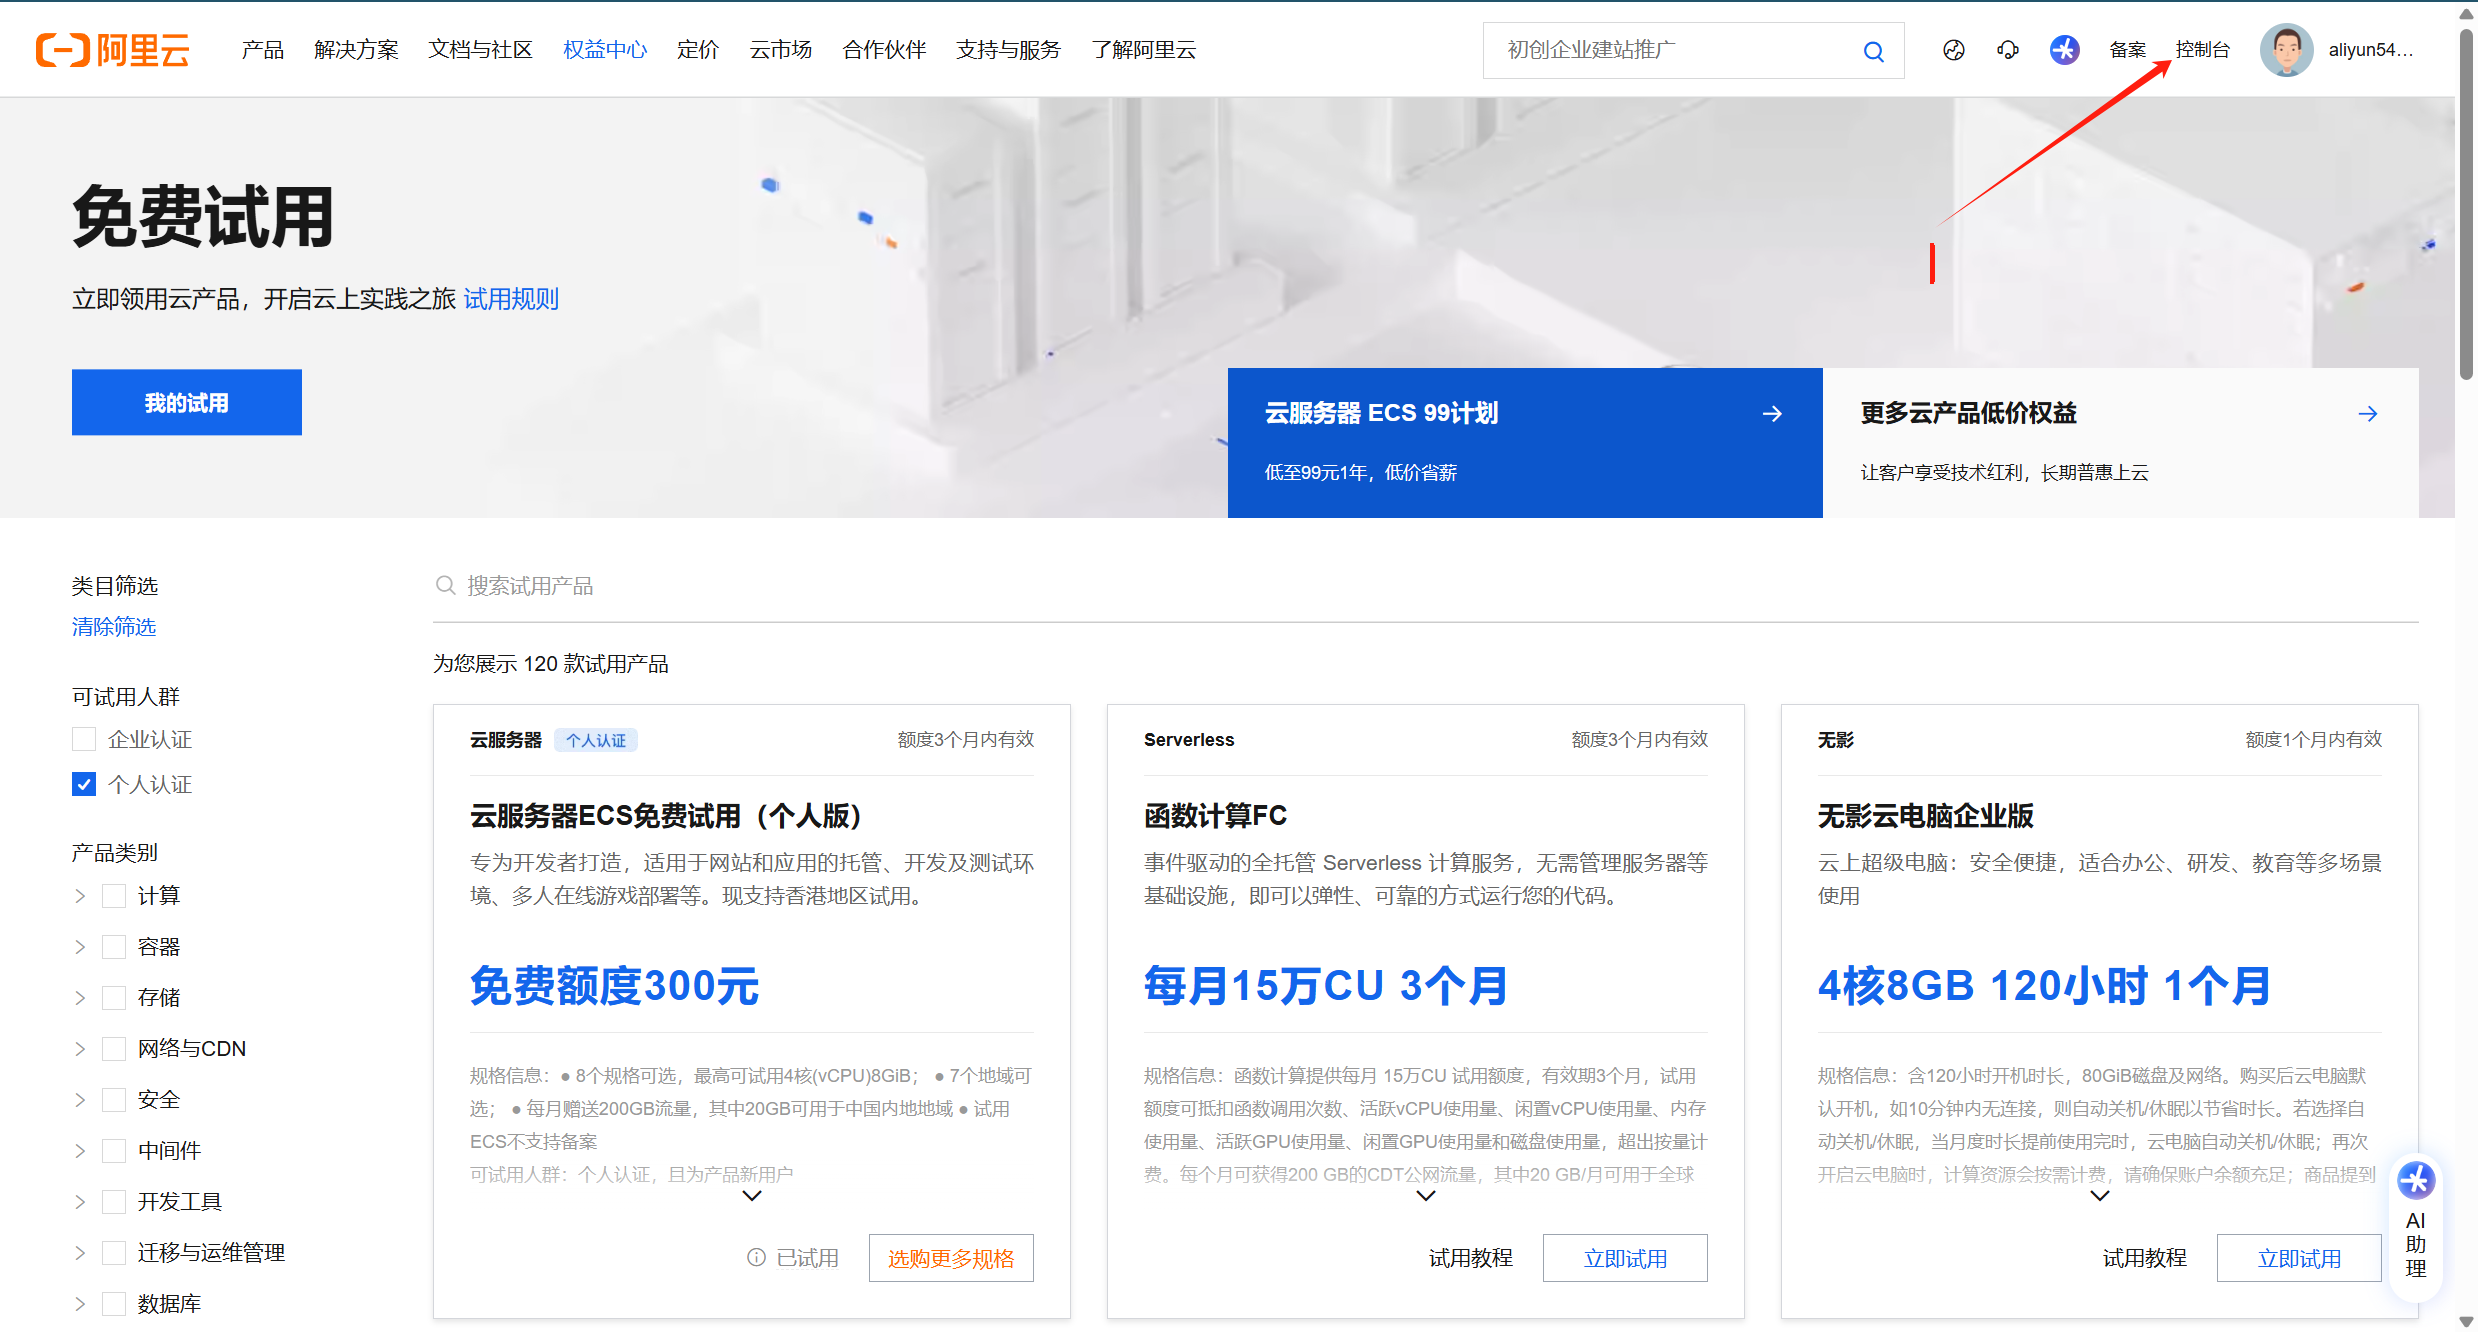 阿里云 产品 解决方案 文档与社区 权益中心 定价 云市场 合作伙伴 支持与服务 了解阿里云 初创企业建站推广 备案 控制台 aliyun54...
免费试用
立即领用云产品，开启云上实践之旅 试用规则
我的试用
云服务器 ECS 99计划
低至99元1年，低价省薪
更多云产品低价权益
让客户享受技术红利，长期普惠上云
类目筛选
清除筛选
可试用人群
企业认证
个人认证
产品类别
计算
容器
存储
网络与CDN
安全
中间件
开发工具
迁移与运维管理
数据库
搜索试用产品
为您展示 120 款试用产品
云服务器 个人认证 额度3个月内有效
云服务器ECS免费试用（个人版）
专为开发者打造，适用于网站和应用的托管、开发及测试环
境、多人在线游戏部署等。现支持香港地区试用。
免费额度300元
规格信息：● 8个规格可选，最高可试用4核(vCPU)8GiB； ● 7个地域可
选； ● 每月赠送200GB流量，其中20GB可用于中国内地地域 ● 试用
ECS不支持备案
可试用人群：个人认证，且为产品新用户
已试用 选购更多规格
Serverless 额度3个月内有效
函数计算FC
事件驱动的全托管 Serverless 计算服务，无需管理服务器等
基础设施，即可以弹性、可靠的方式运行您的代码。
每月15万CU 3个月
规格信息：函数计算提供每月 15万CU 试用额度，有效期3个月，试用
额度可抵扣函数调用次数、活跃vCPU使用量、闲置vCPU使用量、内存
使用量、活跃GPU使用量、闲置GPU使用量和磁盘使用量，超出按量计
费。每个月可获得200 GB的CDT公网流量，其中20 GB/月可用于全球
试用教程 立即试用
无影 额度1个月内有效
无影云电脑企业版
云上超级电脑：安全便捷，适合办公、研发、教育等多场景
使用
4核8GB 120小时 1个月
规格信息：含120小时开机时长，80GiB磁盘及网络。购买后云电脑默
认开机，如10分钟内无连接，则自动关机/休眠以节省时长。若选择自
动关机/休眠，当月度时长提前使用完时，云电脑自动关机/休眠；再次
开启云电脑时，计算资源会按需计费，请确保账户余额充足；商品提到
试用教程 立即试用
AI
助
理